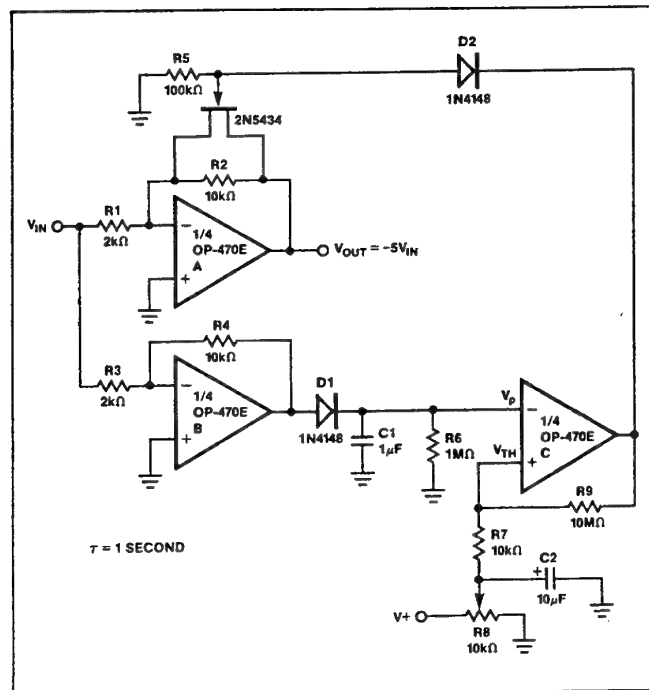 R5
100kΩ
D2
1N4148
2N5434
R2
10kΩ
R1
2kΩ
VIN
−
1/4
OP-470E
A
+
VOUT = −5VIN
R4
10kΩ
R3
2kΩ
−
1/4
OP-470E
B
+
D1
1N4148
C1
1μF
R6
1MΩ
Vp
−
1/4
OP-470E
C
VTH
+
R9
10MΩ
R7
10kΩ
τ = 1 SECOND
C2
+
10μF
V+
R8
10kΩ